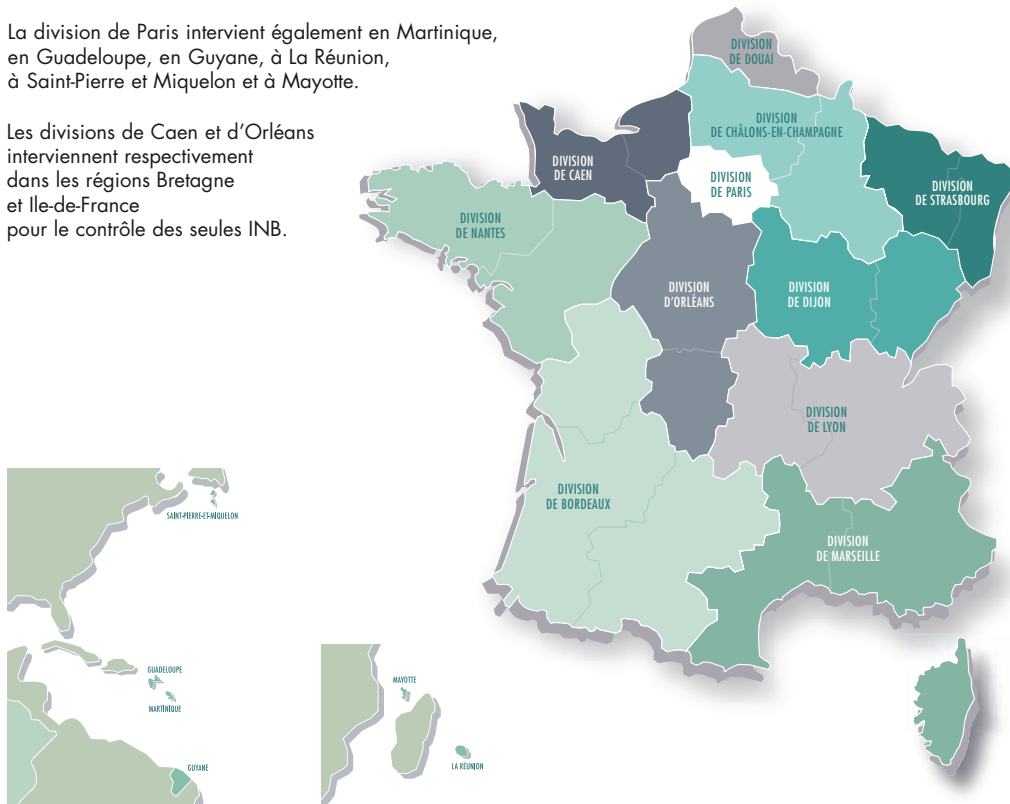 La division de Paris intervient également en Martinique,
en Guadeloupe, en Guyane, à La Réunion,
à Saint-Pierre et Miquelon et à Mayotte.
Les divisions de Caen et d’Orléans
interviennent respectivement
dans les régions Bretagne
et Ile-de-France
pour le contrôle des seules INB.
DIVISION
DE DOUAI
DIVISION
DE CHÂLONS-EN-CHAMPAGNE
DIVISION
DE CAEN
DIVISION
DE PARIS
DIVISION
DE STRASBOURG
DIVISION
DE NANTES
DIVISION
D’ORLÉANS
DIVISION
DE DIJON
DIVISION
DE LYON
DIVISION
DE BORDEAUX
DIVISION
DE MARSEILLE
SAINT-PIERRE-ET-MIQUELON
GUADELOUPE
MARTINIQUE
GUYANE
MAYOTTE
LA RÉUNION